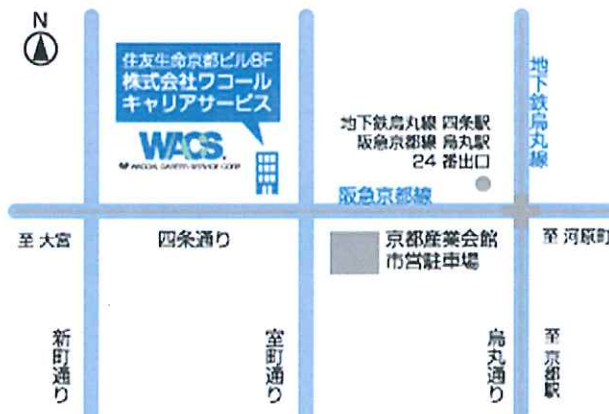 N
住友生命京都ビル8F
株式会社ワコール
キャリアサービス
WACS.
WACOAL CAREER SERVICE CORP.
地下鉄烏丸線 四条駅
阪急京都線 烏丸駅
24 番出口
地下鉄烏丸線
阪急京都線
至 大宮
四条通り
京都産業会館
市営駐車場
至 河原町
新町通り
室町通り
烏丸通り
至 京都駅